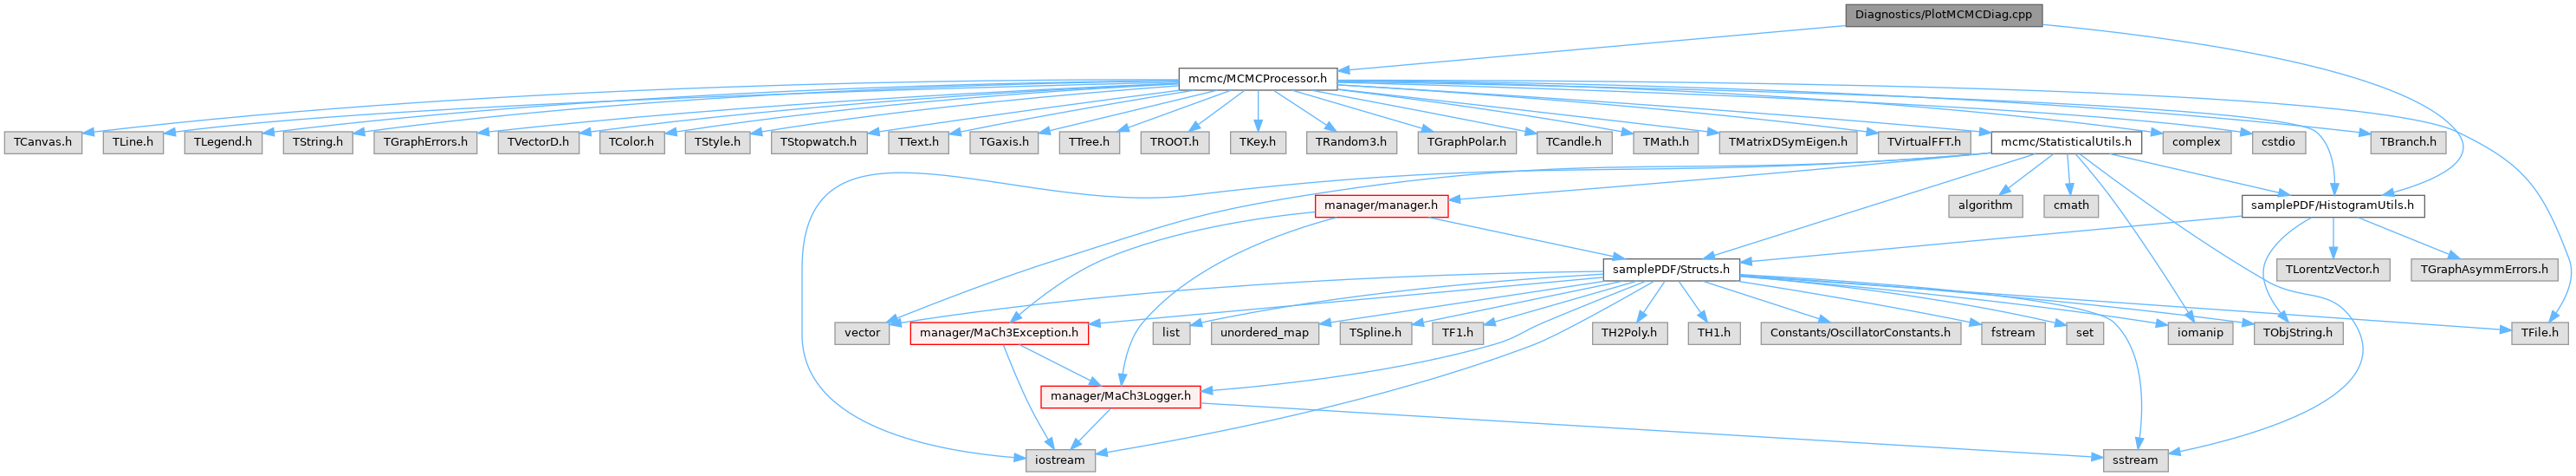 Diagnostics/PlotMCMCDiag.cpp
mcmc/MCMCProcessor.h
TCanvas.h
TLine.h
TLegend.h
TString.h
TGraphErrors.h
TVectorD.h
TColor.h
TStyle.h
TStopwatch.h
TText.h
TGaxis.h
TTree.h
TROOT.h
TKey.h
TRandom3.h
TGraphPolar.h
TCandle.h
TMath.h
TMatrixDSymEigen.h
TVirtualFFT.h
mcmc/StatisticalUtils.h
complex
cstdio
TBranch.h
manager/manager.h
algorithm
cmath
samplePDF/HistogramUtils.h
samplePDF/Structs.h
TLorentzVector.h
TGraphAsymmErrors.h
vector
manager/MaCh3Exception.h
list
unordered_map
TSpline.h
TF1.h
TH2Poly.h
TH1.h
Constants/OscillatorConstants.h
fstream
set
iomanip
TObjString.h
TFile.h
manager/MaCh3Logger.h
iostream
sstream